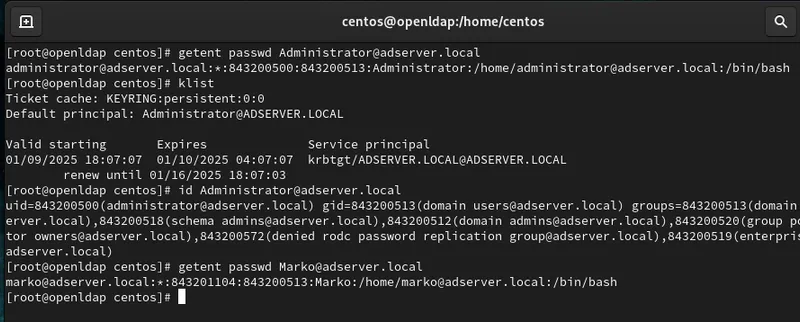 centos@openldap:/home/centos
[root@openldap centos]# getent passwd Administrator@adserver.local
administrator@adserver.local:*:843200500:843200513:Administrator:/home/administrator@adserver.local:/bin/bash
[root@openldap centos]# klist
Ticket cache: KEYRING:persistent:0:0
Default principal: Administrator@ADSERVER.LOCAL
Valid starting       Expires              Service principal
01/09/2025 18:07:07  01/10/2025 04:07:07  krbtgt/ADSERVER.LOCAL@ADSERVER.LOCAL
        renew until 01/16/2025 18:07:03
[root@openldap centos]# id Administrator@adserver.local
uid=843200500(administrator@adserver.local) gid=843200513(domain users@adserver.local) groups=843200513(domain
erver.local),843200518(schema admins@adserver.local),843200512(domain admins@adserver.local),843200520(group po
tor owners@adserver.local),843200572(denied rodc password replication group@adserver.local),843200519(enterpris
adserver.local)
[root@openldap centos]# getent passwd Marko@adserver.local
marko@adserver.local:*:843201104:843200513:Marko:/home/marko@adserver.local:/bin/bash
[root@openldap centos]#